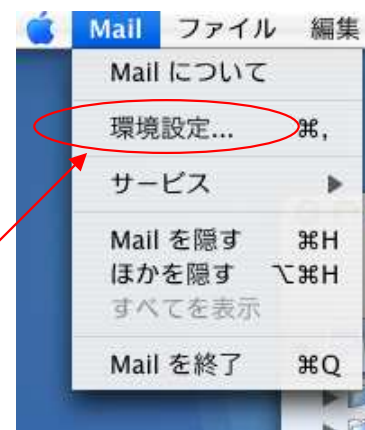 Mail ファイル 編集
Mail について
環境設定... ⌘,
サービス ▶
Mail を隠す ⌘H
ほかを隠す ⌥⌘H
すべてを表示
Mail を終了 ⌘Q